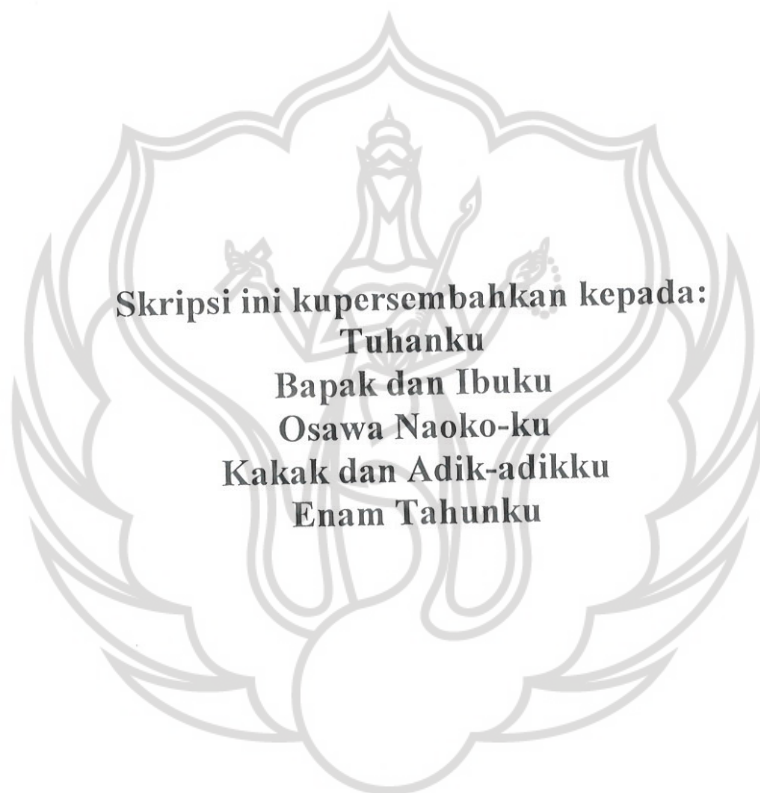 Skripsi ini kupersembahkan kepada:
Tuhanku
Bapak dan Ibuku
Osawa Naoko-ku
Kakak dan Adik-adikku
Enam Tahunku